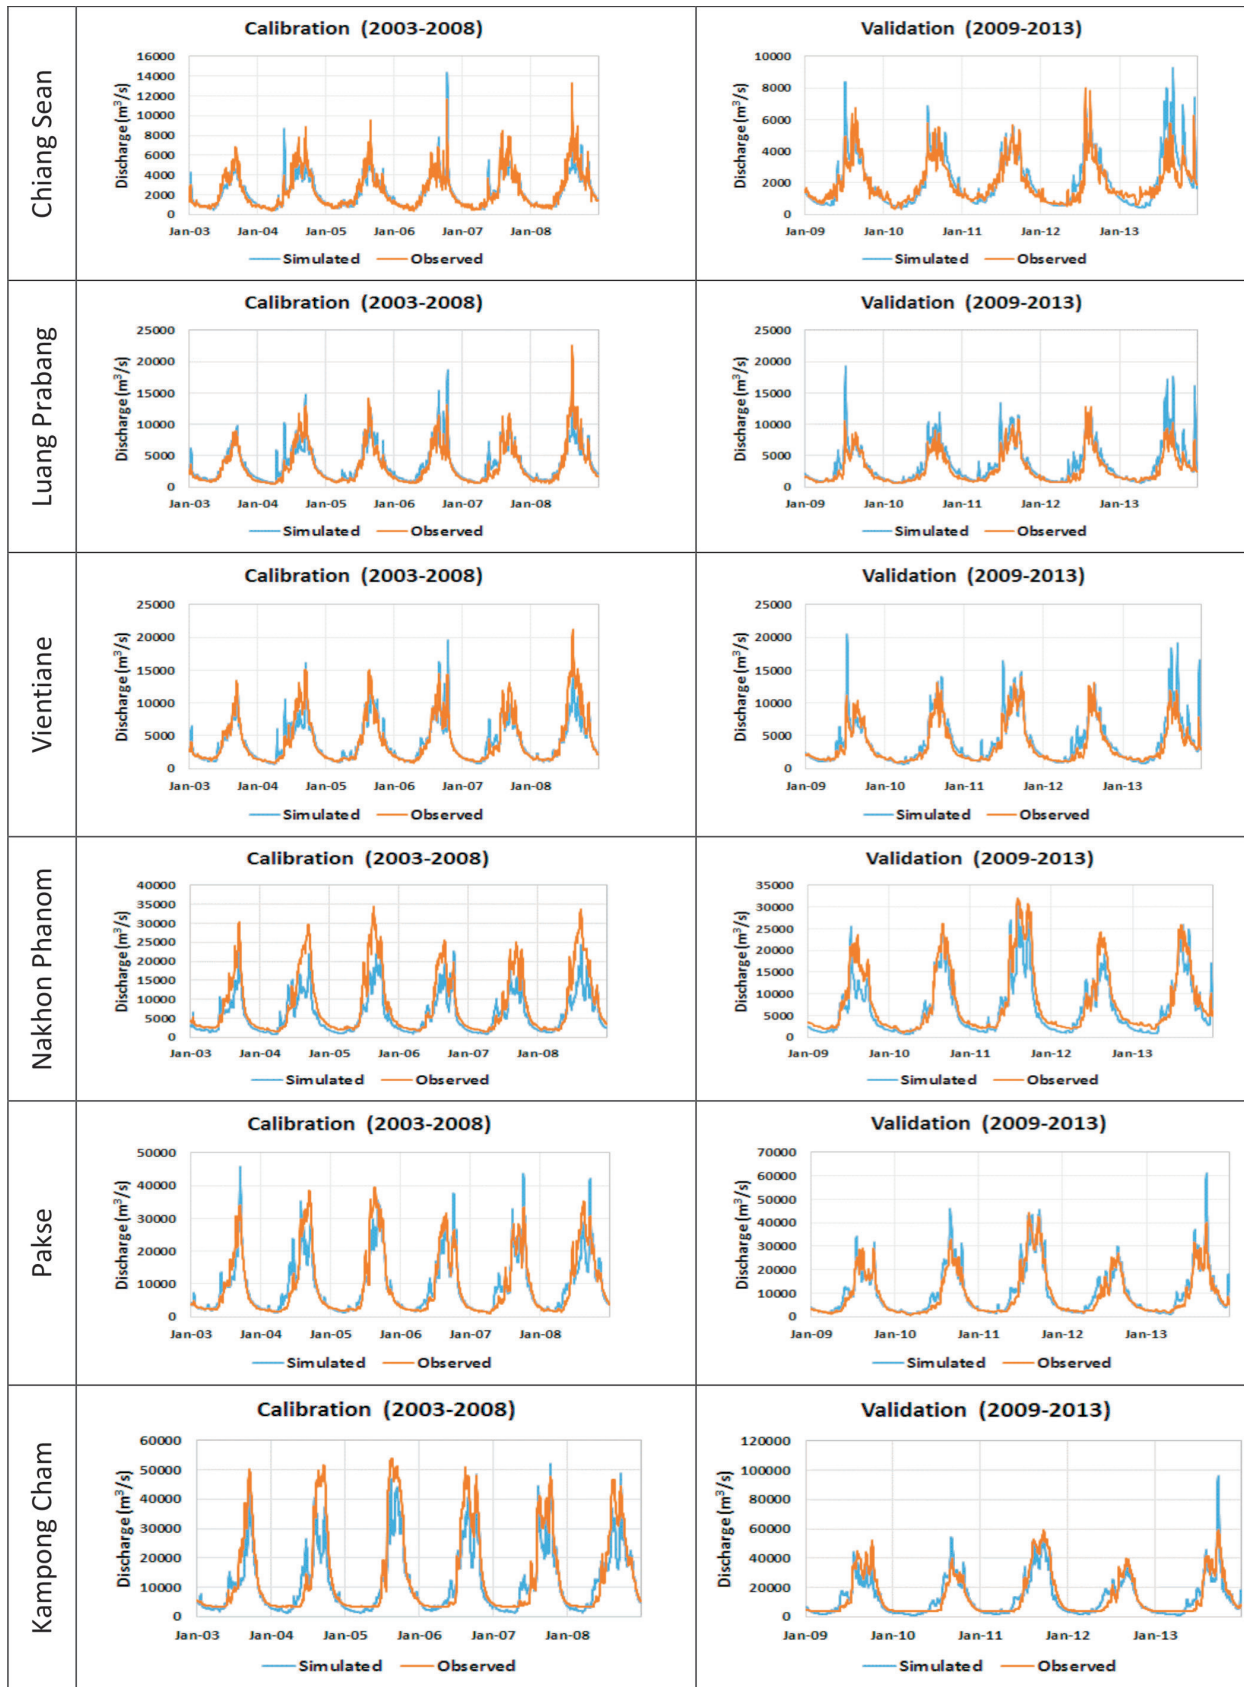 Chiang Sean
Calibration (2003-2008)
Discharge (m³/s)
16000
14000
12000
10000
8000
6000
4000
2000
0
Jan-03 Jan-04 Jan-05 Jan-06 Jan-07 Jan-08
Simulated Observed
Validation (2009-2013)
Discharge (m³/s)
10000
8000
6000
4000
2000
0
Jan-09 Jan-10 Jan-11 Jan-12 Jan-13
Simulated Observed
Luang Prabang
Calibration (2003-2008)
Discharge (m³/s)
25000
20000
15000
10000
5000
0
Jan-03 Jan-04 Jan-05 Jan-06 Jan-07 Jan-08
Simulated Observed
Validation (2009-2013)
Discharge (m³/s)
25000
20000
15000
10000
5000
0
Jan-09 Jan-10 Jan-11 Jan-12 Jan-13
Simulated Observed
Vientiane
Calibration (2003-2008)
Discharge (m³/s)
25000
20000
15000
10000
5000
0
Jan-03 Jan-04 Jan-05 Jan-06 Jan-07 Jan-08
Simulated Observed
Validation (2009-2013)
Discharge (m³/s)
25000
20000
15000
10000
5000
0
Jan-09 Jan-10 Jan-11 Jan-12 Jan-13
Simulated Observed
Nakhon Phanom
Calibration (2003-2008)
Discharge (m³/s)
40000
35000
30000
25000
20000
15000
10000
5000
0
Jan-03 Jan-04 Jan-05 Jan-06 Jan-07 Jan-08
Simulated Observed
Validation (2009-2013)
Discharge (m³/s)
35000
30000
25000
20000
15000
10000
5000
0
Jan-09 Jan-10 Jan-11 Jan-12 Jan-13
Simulated Observed
Pakse
Calibration (2003-2008)
Discharge (m³/s)
50000
40000
30000
20000
10000
0
Jan-03 Jan-04 Jan-05 Jan-06 Jan-07 Jan-08
Simulated Observed
Validation (2009-2013)
Discharge (m³/s)
70000
60000
50000
40000
30000
20000
10000
0
Jan-09 Jan-10 Jan-11 Jan-12 Jan-13
Simulated Observed
Kampong Cham
Calibration (2003-2008)
Discharge (m³/s)
60000
50000
40000
30000
20000
10000
0
Jan-03 Jan-04 Jan-05 Jan-06 Jan-07 Jan-08
Simulated Observed
Validation (2009-2013)
Discharge (m³/s)
120000
100000
80000
60000
40000
20000
0
Jan-09 Jan-10 Jan-11 Jan-12 Jan-13
Simulated Observed